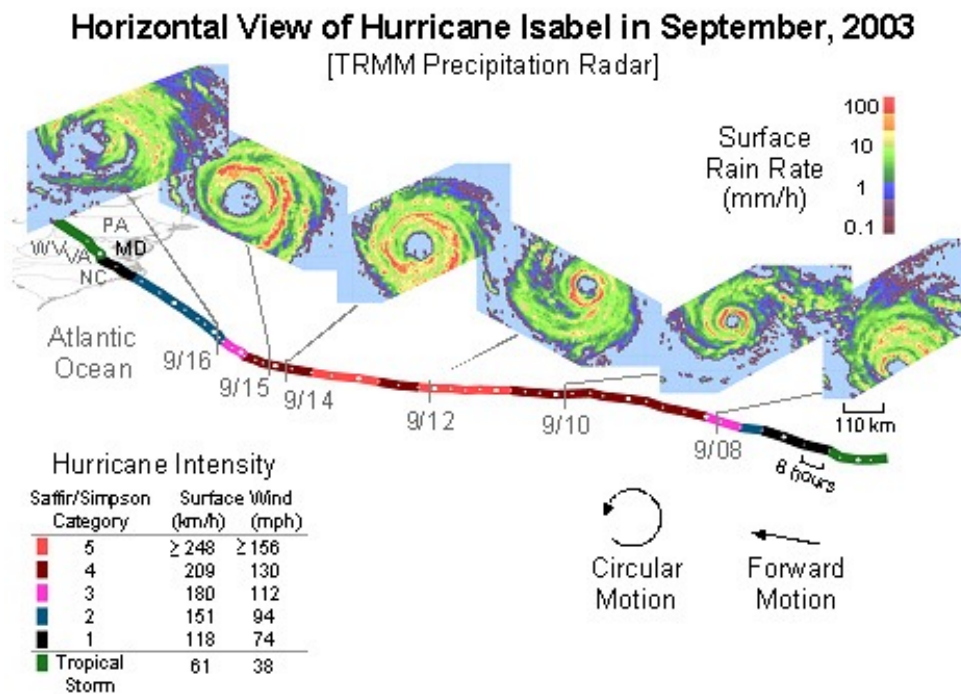 Horizontal View of Hurricane Isabel in September, 2003
[TRMM Precipitation Radar]
Surface
Rain Rate
(mm/h)
100
10
1
0.1
PA
WV
VA
MD
NC
Atlantic
Ocean
9/16
9/15
9/14
9/12
9/10
9/08
110 km
6 hours
Hurricane Intensity
Saffir/Simpson Surface Wind
Category (km/h) (mph)
5 ≥ 248 ≥ 156
4 209 130
3 180 112
2 151 94
1 118 74
Tropical 61 38
Storm
Circular
Motion
Forward
Motion